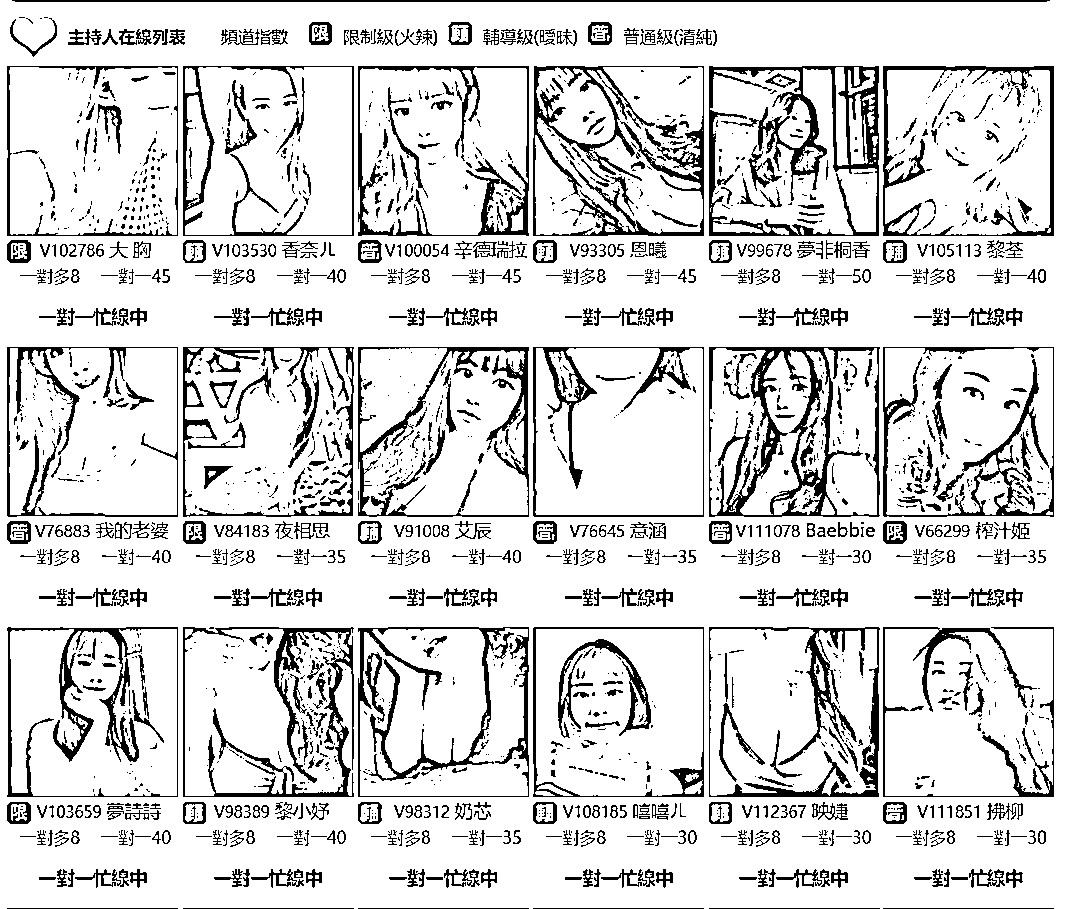 主持人在線列表 頻道指數 限 限制級(火辣) 輔 輔導級(曖昧) 普 普通級(清純)
限 V102786 大 胸 輔 V103530 香奈儿 普 V100054 辛德瑞拉 輔 V93305 恩曦 輔 V99678 夢非桐香 輔 V105113 黎荃
一對多8 一對一45 一對多8 一對一40 一對多8 一對一45 一對多8 一對一45 一對多8 一對一50 一對多8 一對一40
一對一忙線中 一對一忙線中 一對一忙線中 一對一忙線中 一對一忙線中 一對一忙線中
普 V76883 我的老婆 限 V84183 夜相思 輔 V91008 艾辰 普 V76645 意涵 普 V111078 Baebbie 限 V66299 榨汁姬
一對多8 一對一40 一對多8 一對一35 一對多8 一對一40 一對多8 一對一35 一對多8 一對一30 一對多8 一對一35
一對一忙線中 一對一忙線中 一對一忙線中 一對一忙線中 一對一忙線中 一對一忙線中
限 V103659 夢詩詩 輔 V98389 黎小妤 輔 V98312 奶芯 輔 V108185 嘻嘻儿 輔 V112367 映婕 普 V111851 拂柳
一對多8 一對一40 一對多8 一對一40 一對多8 一對一35 一對多8 一對一30 一對多8 一對一30 一對多8 一對一30
一對一忙線中 一對一忙線中 一對一忙線中 一對一忙線中 一對一忙線中 一對一忙線中